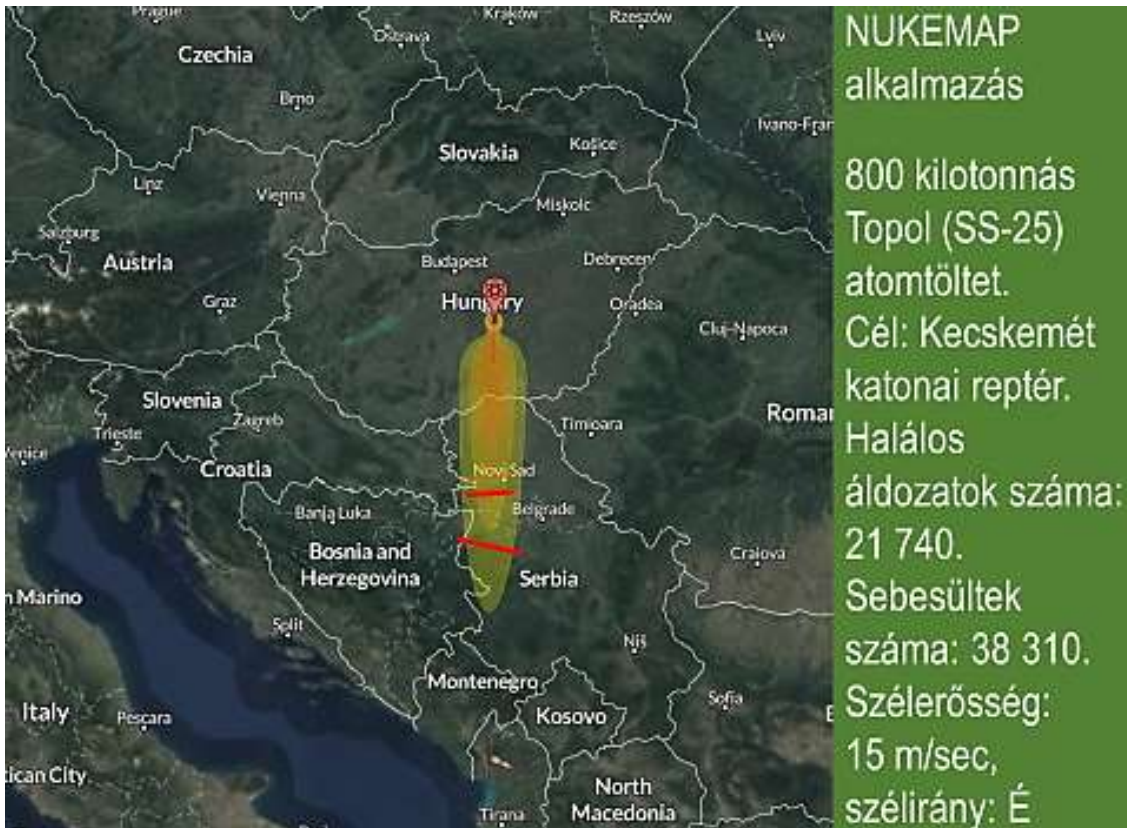 Kraków
Rzeszów
Ostrava
Lviv
Czechia
Brno
Slovakia
Košice
Linz
Vienna
Miskolc
Salzburg
Austria
Budapest
Debrecen
Graz
Hungary
Oradea
Cluj-Napoca
Slovenia
Zagreb
Timioara
Trieste
Croatia
Novi Sad
Banja Luka
Belgrade
Bosnia and
Herzegovina
Serbia
Craiova
Split
Niš
Montenegro
Sofia
Italy
Pescara
Kosovo
North
Macedonia
Tirana
NUKEMAP
alkalmazás
800 kilotonnás
Topol (SS-25)
atomtöltet.
Cél: Kecskemét
katonai reptér.
Halálos
áldozatok száma:
21 740.
Sebesültek
száma: 38 310.
Szélerősség:
15 m/sec,
szélirány: É